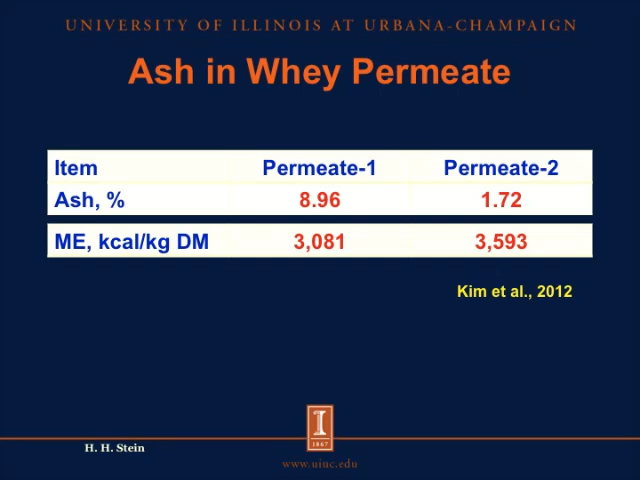 UNIVERSITY OF ILLINOIS AT URBANA-CHAMPAIGN
Ash in Whey Permeate
Item Permeate-1 Permeate-2
Ash, % 8.96 1.72
ME, kcal/kg DM 3,081 3,593
Kim et al., 2012
I
1867
H. H. Stein
www.uiuc.edu